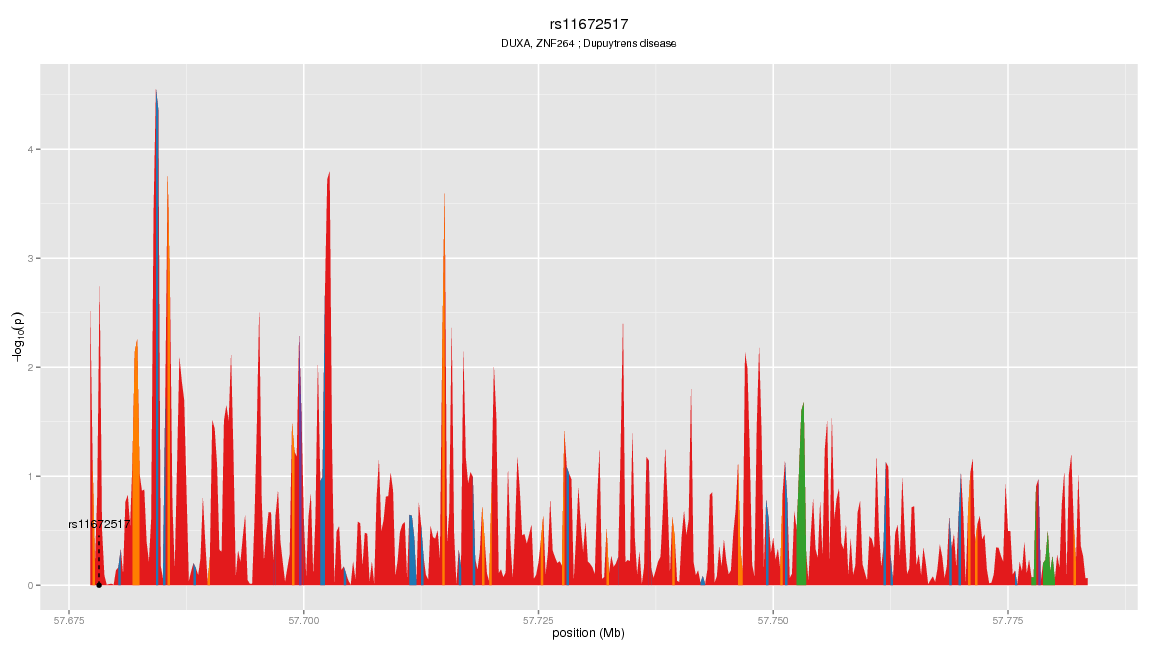 rs11672517
DUXA, ZNF264 ; Dupuytrens disease
−log10(p)
4
3
2
1
0
rs11672517
57.675
57.700
57.725
57.750
57.775
position (Mb)